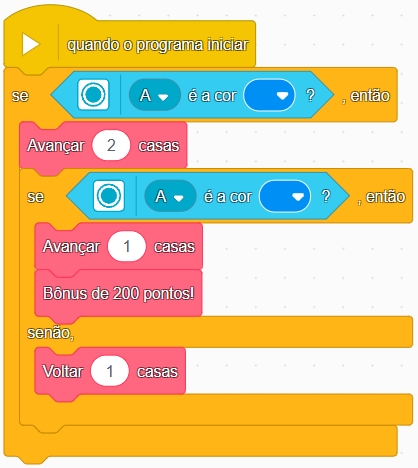 quando o programa iniciar
se A é a cor ? , então
Avançar 2 casas
se A é a cor ? , então
Avançar 1 casas
Bônus de 200 pontos!
senão,
Voltar 1 casas